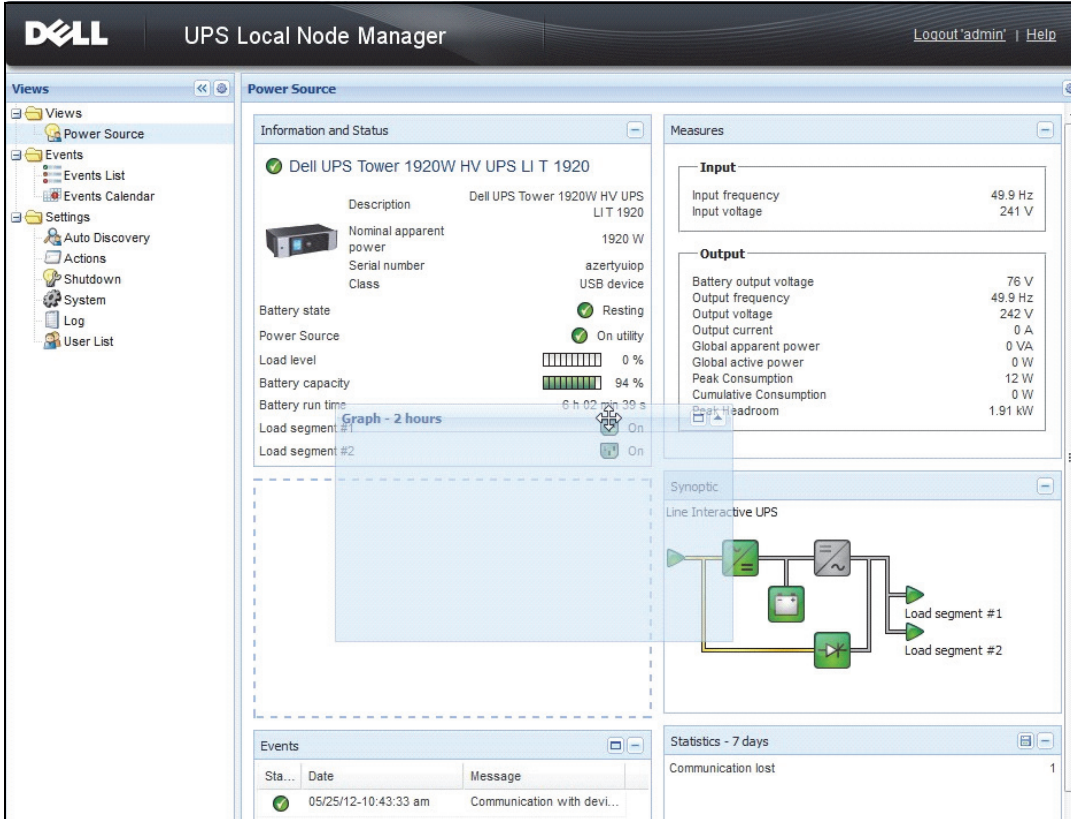 DELL
UPS Local Node Manager
Logout 'admin' | Help
Views
Views
Power Source
Events
Events List
Events Calendar
Settings
Auto Discovery
Actions
Shutdown
System
Log
User List
Power Source
Information and Status
Dell UPS Tower 1920W HV UPS LI T 1920
Description
Dell UPS Tower 1920W HV UPS
LI T 1920
Nominal apparent
power
1920 W
Serial number azertyuiop
Class USB device
Battery state Resting
Power Source On utility
Load level 0 %
Battery capacity 94 %
Battery run time 6 h 02 min 39 s
Load segment #1 On
Load segment #2 On
Graph - 2 hours
Events
Sta... Date Message
05/25/12-10:43:33 am Communication with devi...
Measures
Input
Input frequency 49.9 Hz
Input voltage 241 V
Output
Battery output voltage 76 V
Output frequency 49.9 Hz
Output voltage 242 V
Output current 0 A
Global apparent power 0 VA
Global active power 0 W
Peak Consumption 12 W
Cumulative Consumption 0 W
Peak Headroom 1.91 kW
Synoptic
Line Interactive UPS
Load segment #1
Load segment #2
Statistics - 7 days
Communication lost 1